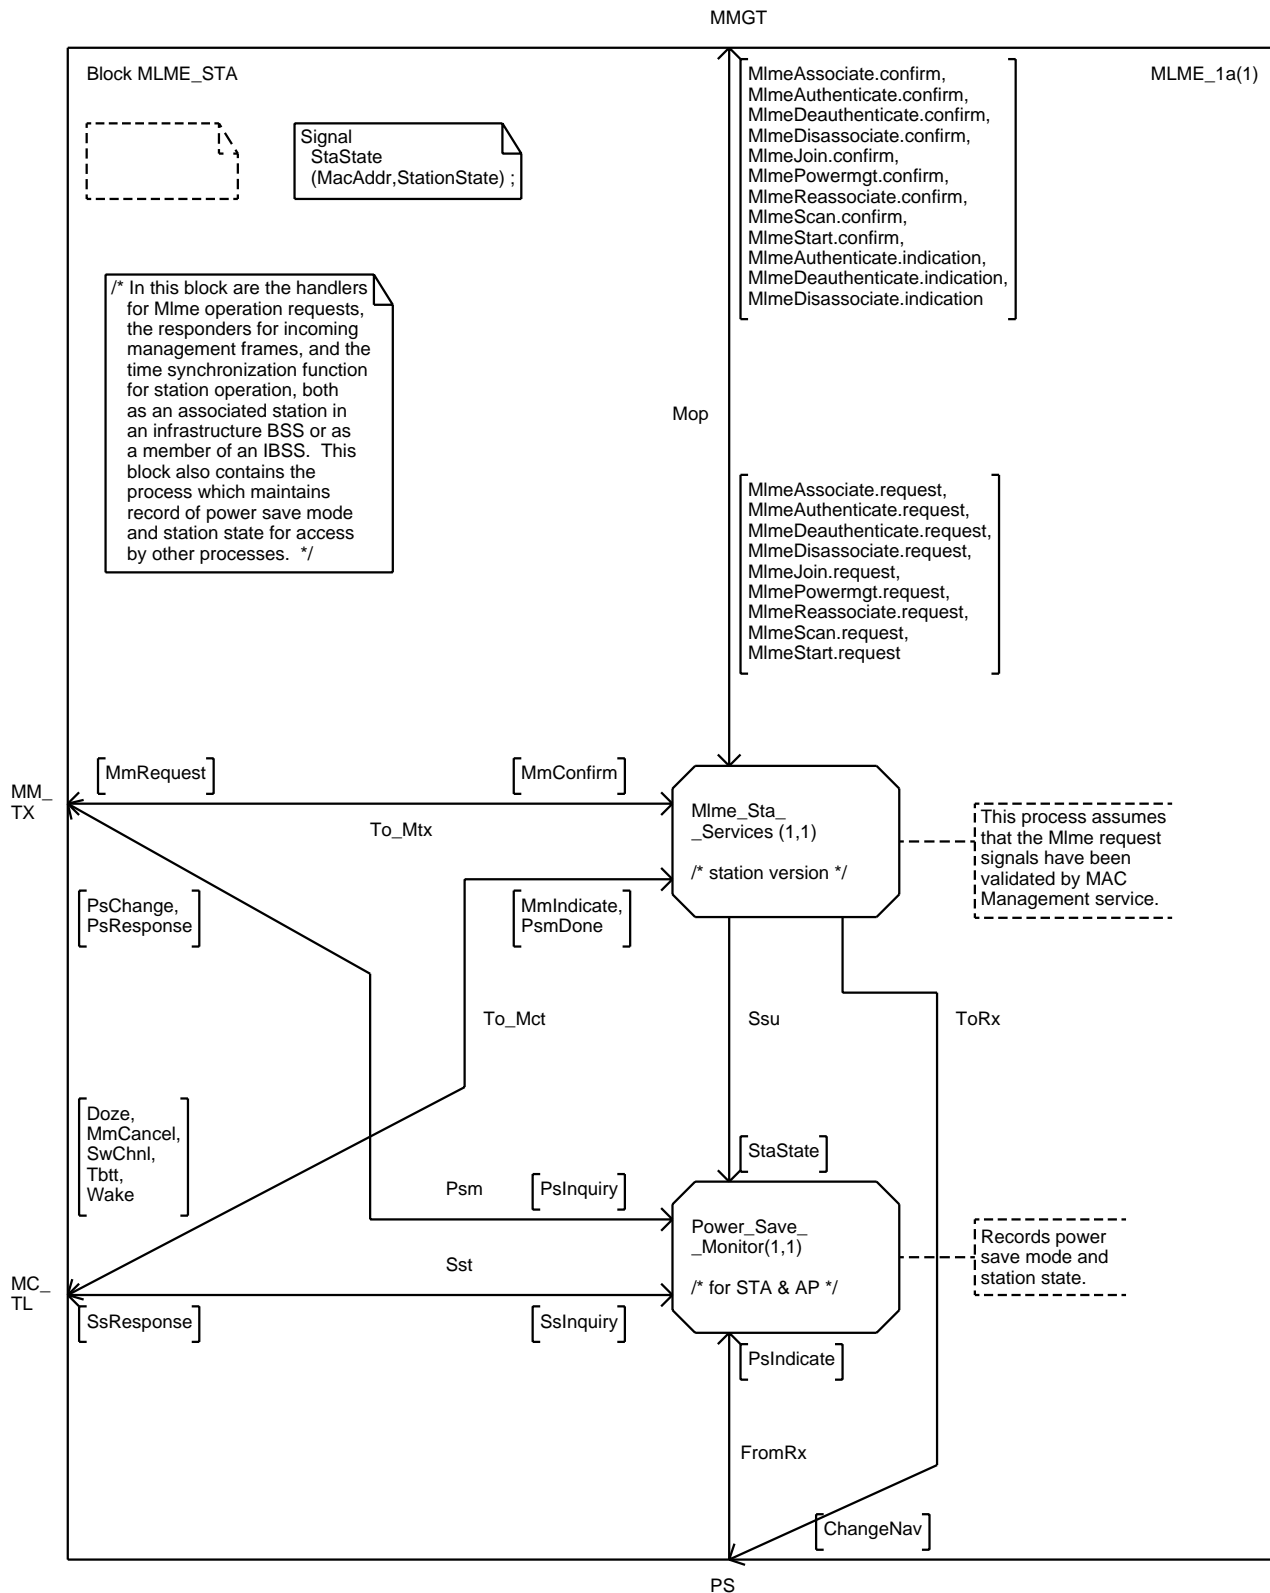 MMGT
Block MLME_STA
MLME_1a(1)
Signal
StaState
(MacAddr,StationState) ;
MlmeAssociate.confirm,
MlmeAuthenticate.confirm,
MlmeDeauthenticate.confirm,
MlmeDisassociate.confirm,
MlmeJoin.confirm,
MlmePowermgt.confirm,
MlmeReassociate.confirm,
MlmeScan.confirm,
MlmeStart.confirm,
MlmeAuthenticate.indication,
MlmeDeauthenticate.indication,
MlmeDisassociate.indication
/* In this block are the handlers
for Mlme operation requests,
the responders for incoming
management frames, and the
time synchronization function
for station operation, both
as an associated station in
an infrastructure BSS or as
a member of an IBSS.  This
block also contains the
process which maintains
record of power save mode
and station state for access
by other processes.  */
Mop
MlmeAssociate.request,
MlmeAuthenticate.request,
MlmeDeauthenticate.request,
MlmeDisassociate.request,
MlmeJoin.request,
MlmePowermgt.request,
MlmeReassociate.request,
MlmeScan.request,
MlmeStart.request
MmRequest
MmConfirm
MM_
TX
To_Mtx
Mlme_Sta_
_Services (1,1)
/* station version */
This process assumes
that the Mlme request
signals have been
validated by MAC
Management service.
PsChange,
PsResponse
MmIndicate,
PsmDone
To_Mct
Ssu
ToRx
Doze,
MmCancel,
SwChnl,
Tbtt,
Wake
StaState
Psm
PsInquiry
Power_Save_
_Monitor(1,1)
/* for STA & AP */
Records power
save mode and
station state.
Sst
MC_
TL
SsResponse
SsInquiry
PsIndicate
FromRx
ChangeNav
PS